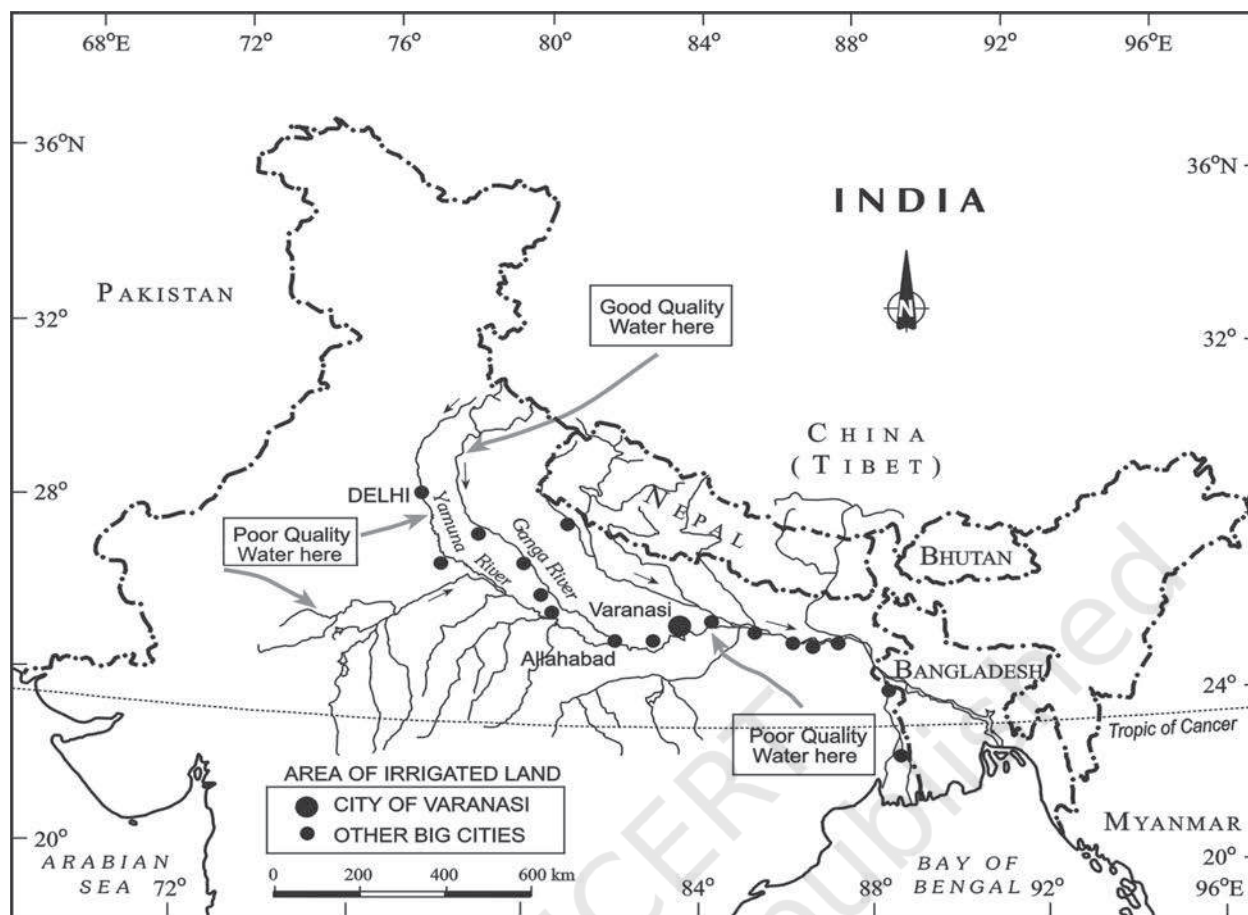 68°E 72° 76° 80° 84° 88° 92° 96°E
36°N
36°N
INDIA
PAKISTAN
Good Quality
Water here
N
32°
32°
CHINA
(TIBET)
28°
28°
DELHI
NEPAL
Poor Quality
Water here
Yamuna
River
Ganga River
BHUTAN
Varanasi
Allahabad
BANGLADESH
24°
Tropic of Cancer
Poor Quality
Water here
AREA OF IRRIGATED LAND
CITY OF VARANASI
OTHER BIG CITIES
20°
MYANMAR
20°
ARABIAN
SEA
BAY OF
BENGAL
0 200 400 600 km
72° 84° 88° 92° 96°E
NCERT
published